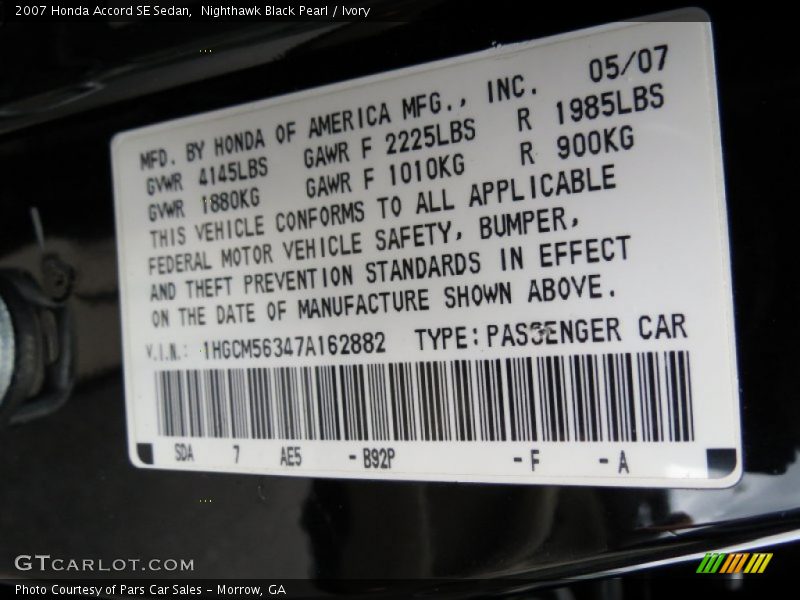 2007 Honda Accord SE Sedan,  Nighthawk Black Pearl / Ivory
05/07
MFD. BY HONDA OF AMERICA MFG., INC.
GVWR 4145LBS GAWR F 2225LBS R 1985LBS
GVWR 1880KG GAWR F 1010KG R 900KG
THIS VEHICLE CONFORMS TO ALL APPLICABLE
FEDERAL MOTOR VEHICLE SAFETY, BUMPER,
AND THEFT PREVENTION STANDARDS IN EFFECT
ON THE DATE OF MANUFACTURE SHOWN ABOVE.
V.I.N.: 1HGCM56347A162882 TYPE:PASSENGER CAR
SDA 7 AE5 -B92P -F -A
GTCARLOT.COM
Photo Courtesy of Pars Car Sales - Morrow, GA